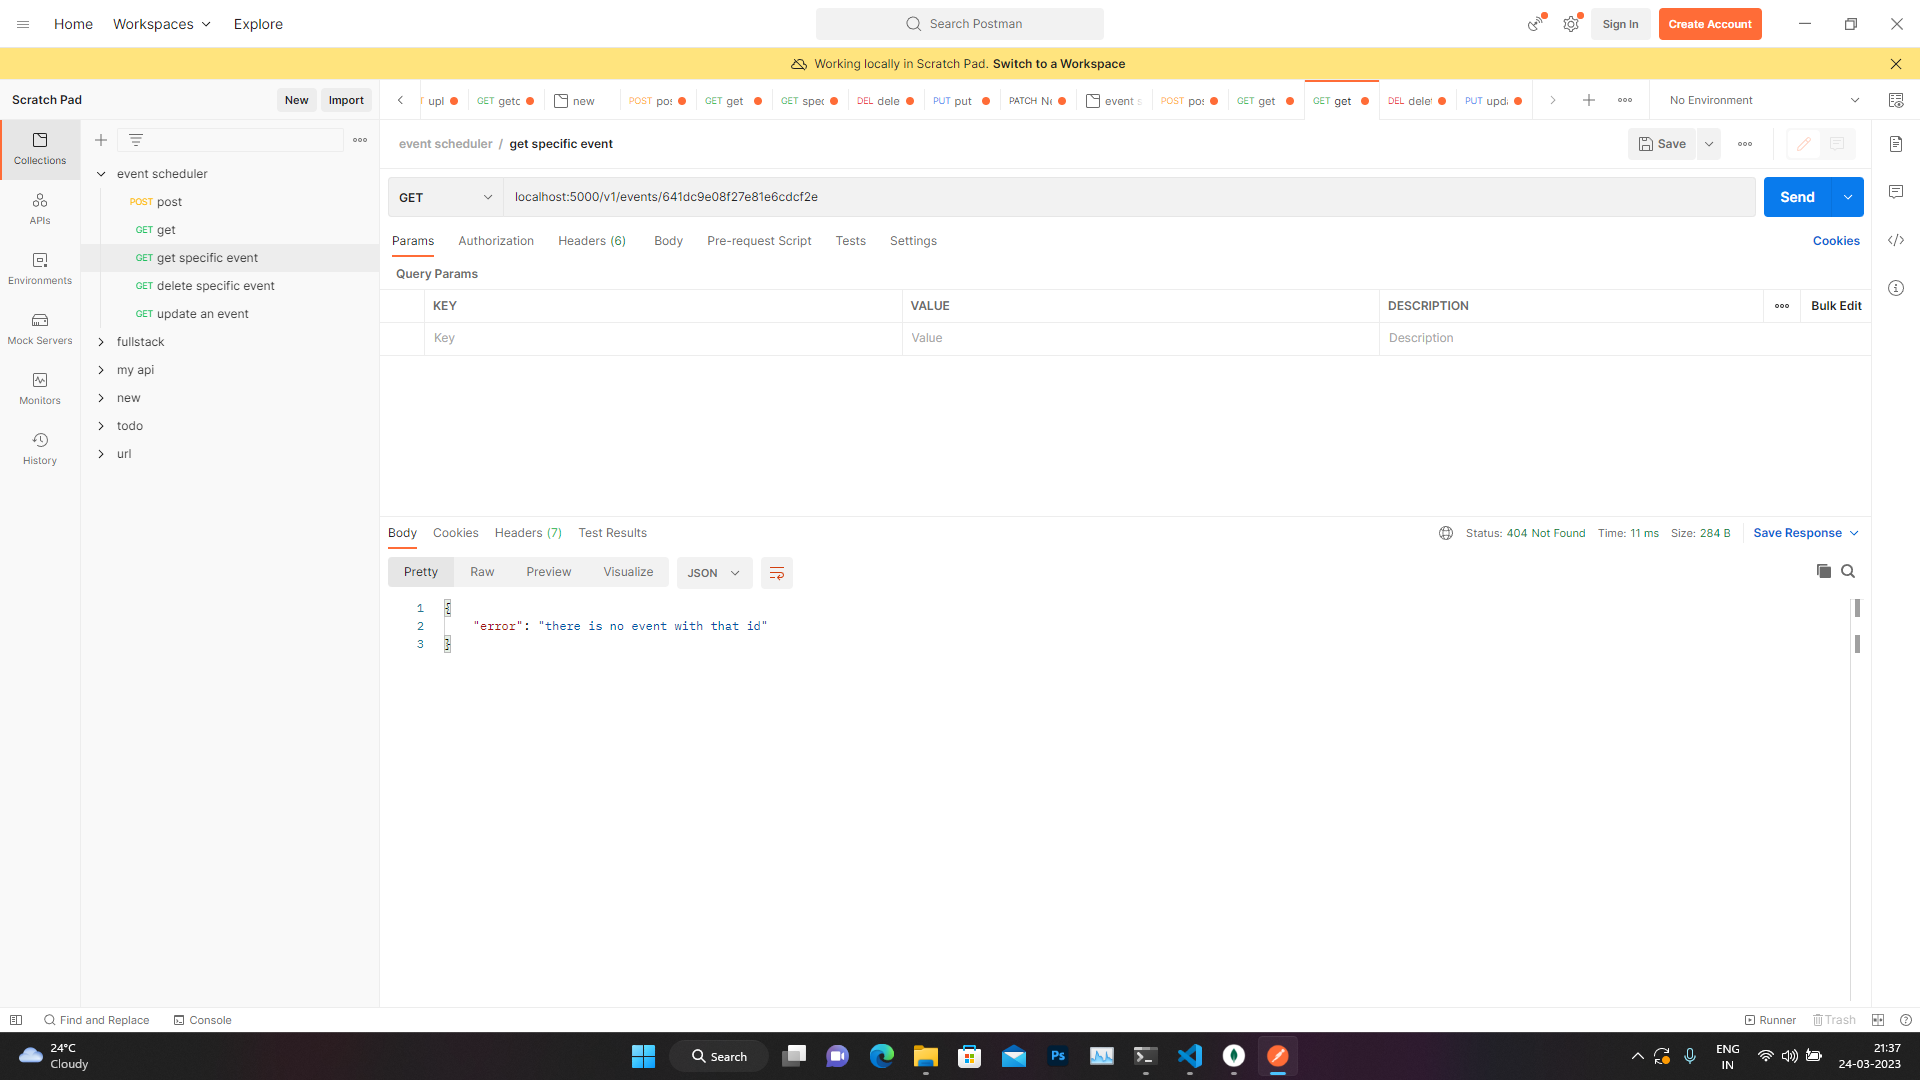 Home Workspaces Explore Search Postman Sign In Create Account
Working locally in Scratch Pad. Switch to a Workspace
Scratch Pad New Import
upl GET getc new POST pos GET get GET spec DEL dele PUT put PATCH Ne event s POST pos GET get GET get DEL delet PUT upda No Environment
Collections
APIs
Environments
Mock Servers
Monitors
History
event scheduler
POST post
GET get
GET get specific event
GET delete specific event
GET update an event
fullstack
my api
new
todo
url
event scheduler / get specific event Save
GET localhost:5000/v1/events/641dc9e08f27e81e6cdcf2e Send
Params Authorization Headers (6) Body Pre-request Script Tests Settings Cookies
Query Params
KEY VALUE DESCRIPTION Bulk Edit
Key Value Description
Body Cookies Headers (7) Test Results Status: 404 Not Found Time: 11 ms Size: 284 B Save Response
Pretty Raw Preview Visualize JSON
1 {
2 "error": "there is no event with that id"
3 }
Find and Replace Console Runner Trash
24°C
Cloudy
Search
Ps
ENG
IN
21:37
24-03-2023